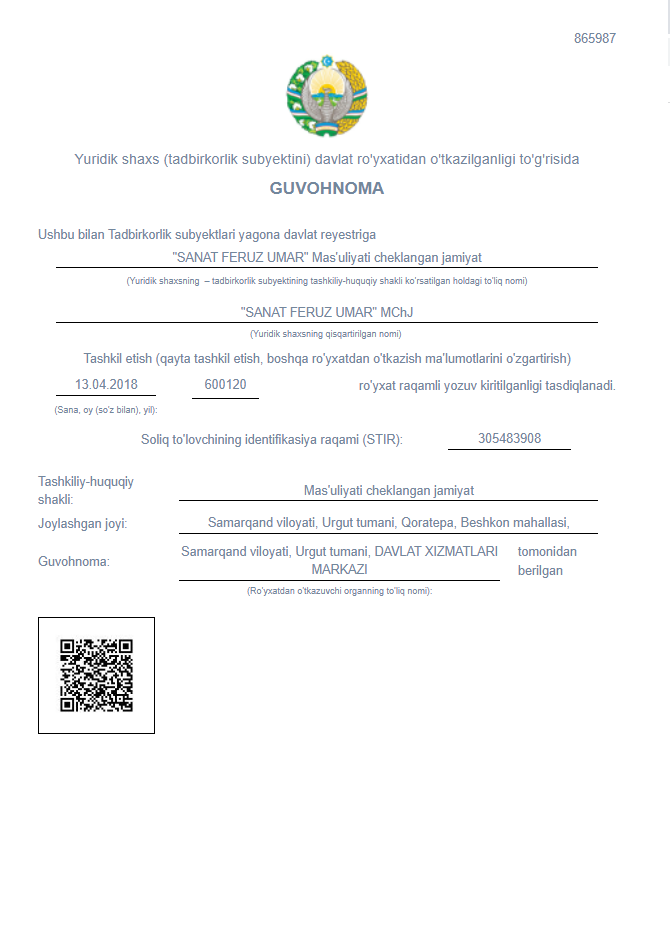 865987
Yuridik shaxs (tadbirkorlik subyektini) davlat ro'yxatidan o'tkazilganligi to'g'risida
GUVOHNOMA
Ushbu bilan Tadbirkorlik subyektlari yagona davlat reyestriga
"SANAT FERUZ UMAR" Mas'uliyati cheklangan jamiyat
(Yuridik shaxsning – tadbirkorlik subyektining tashkiliy-huquqiy shakli ko'rsatilgan holdagi to'liq nomi)
"SANAT FERUZ UMAR" MChJ
(Yuridik shaxsning qisqartirilgan nomi)
Tashkil etish (qayta tashkil etish, boshqa ro'yxatdan o'tkazish ma'lumotlarini o'zgartirish)
13.04.2018 600120 ro'yxat raqamli yozuv kiritilganligi tasdiqlanadi.
(Sana, oy (so'z bilan), yil):
Soliq to'lovchining identifikasiya raqami (STIR): 305483908
Tashkiliy-huquqiy
shakli: Mas'uliyati cheklangan jamiyat
Joylashgan joyi: Samarqand viloyati, Urgut tumani, Qoratepa, Beshkon mahallasi,
Guvohnoma: Samarqand viloyati, Urgut tumani, DAVLAT XIZMATLARI tomonidan
MARKAZI berilgan
(Ro'yxatdan o'tkazuvchi organning to'liq nomi):